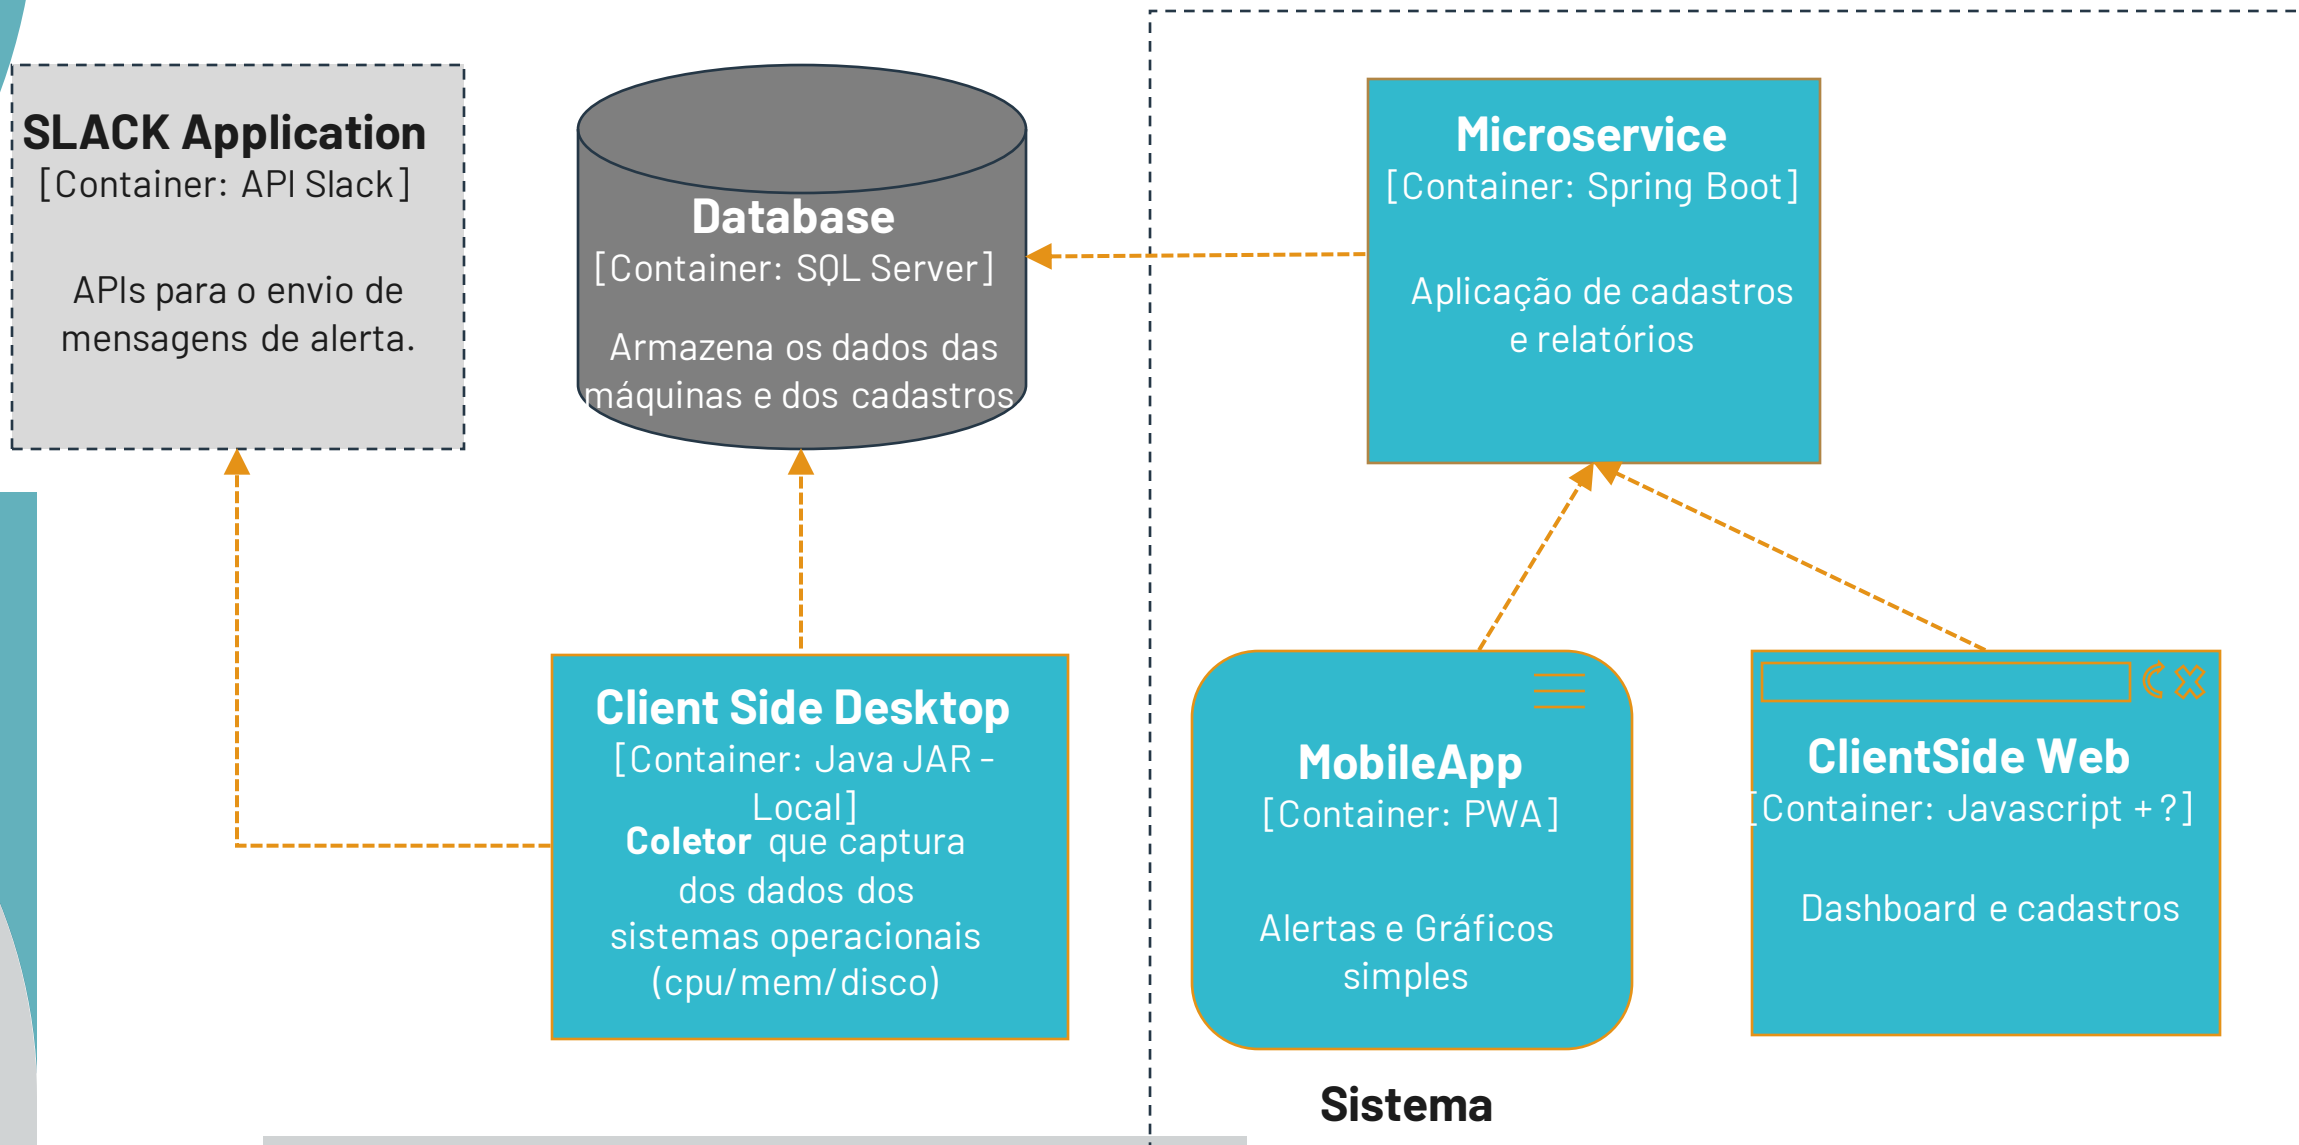 SLACK Application
[Container: API Slack]
APIs para o envio de
mensagens de alerta.
Database
[Container: SQL Server]
Armazena os dados das
máquinas e dos cadastros
Microservice
[Container: Spring Boot]
Aplicação de cadastros
e relatórios
Client Side Desktop
[Container: Java JAR -
Local]
Coletor que captura
dos dados dos
sistemas operacionais
(cpu/mem/disco)
MobileApp
[Container: PWA]
Alertas e Gráficos
simples
ClientSide Web
[Container: Javascript + ?]
Dashboard e cadastros
Sistema